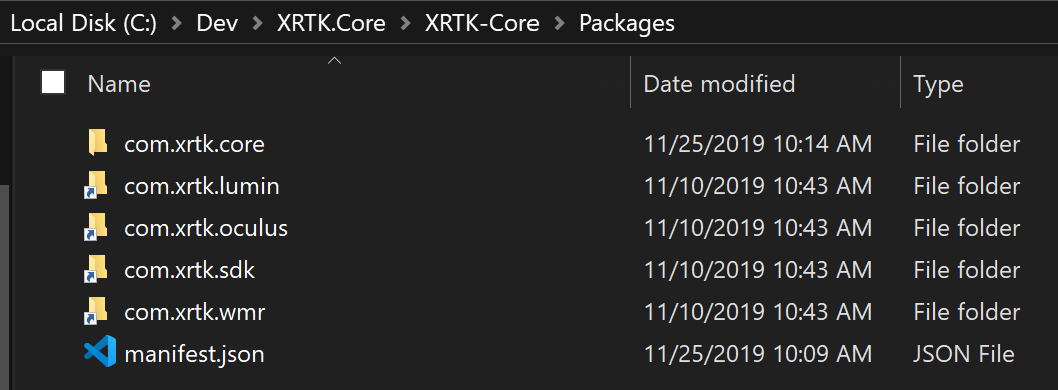 Local Disk (C:) > Dev > XRTK.Core > XRTK-Core > Packages
Name Date modified Type
com.xrtk.core 11/25/2019 10:14 AM File folder
com.xrtk.lumin 11/10/2019 10:43 AM File folder
com.xrtk.oculus 11/10/2019 10:43 AM File folder
com.xrtk.sdk 11/10/2019 10:43 AM File folder
com.xrtk.wmr 11/10/2019 10:43 AM File folder
manifest.json 11/25/2019 10:09 AM JSON File